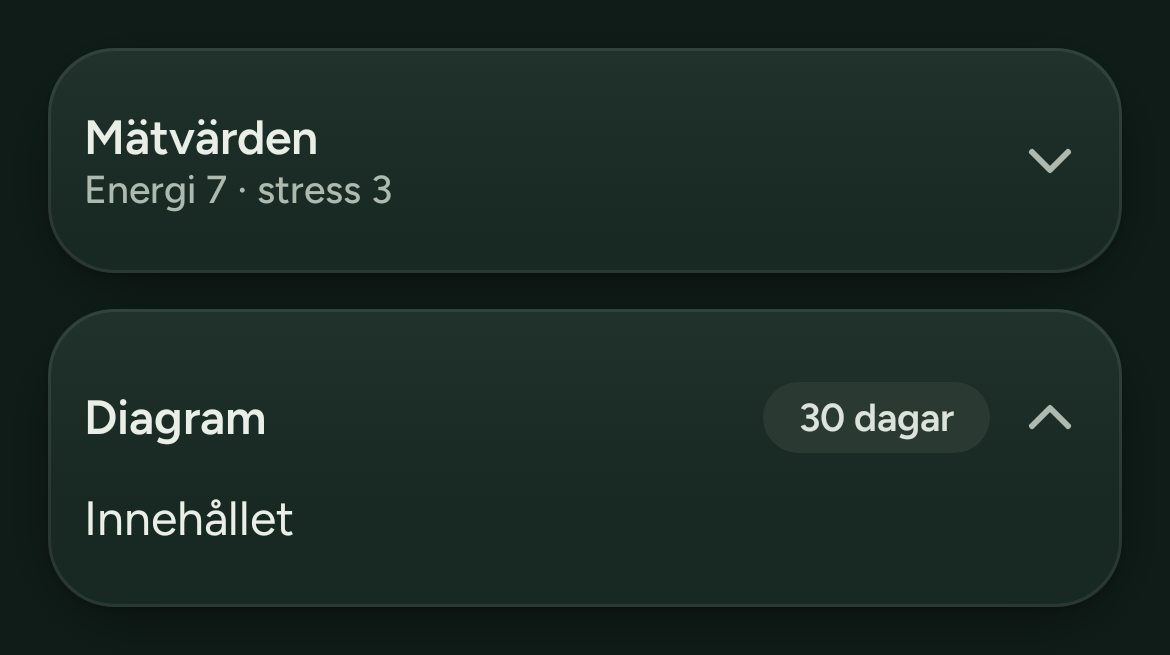 Mätvärden
Energi 7 · stress 3
Diagram
30 dagar
Innehållet